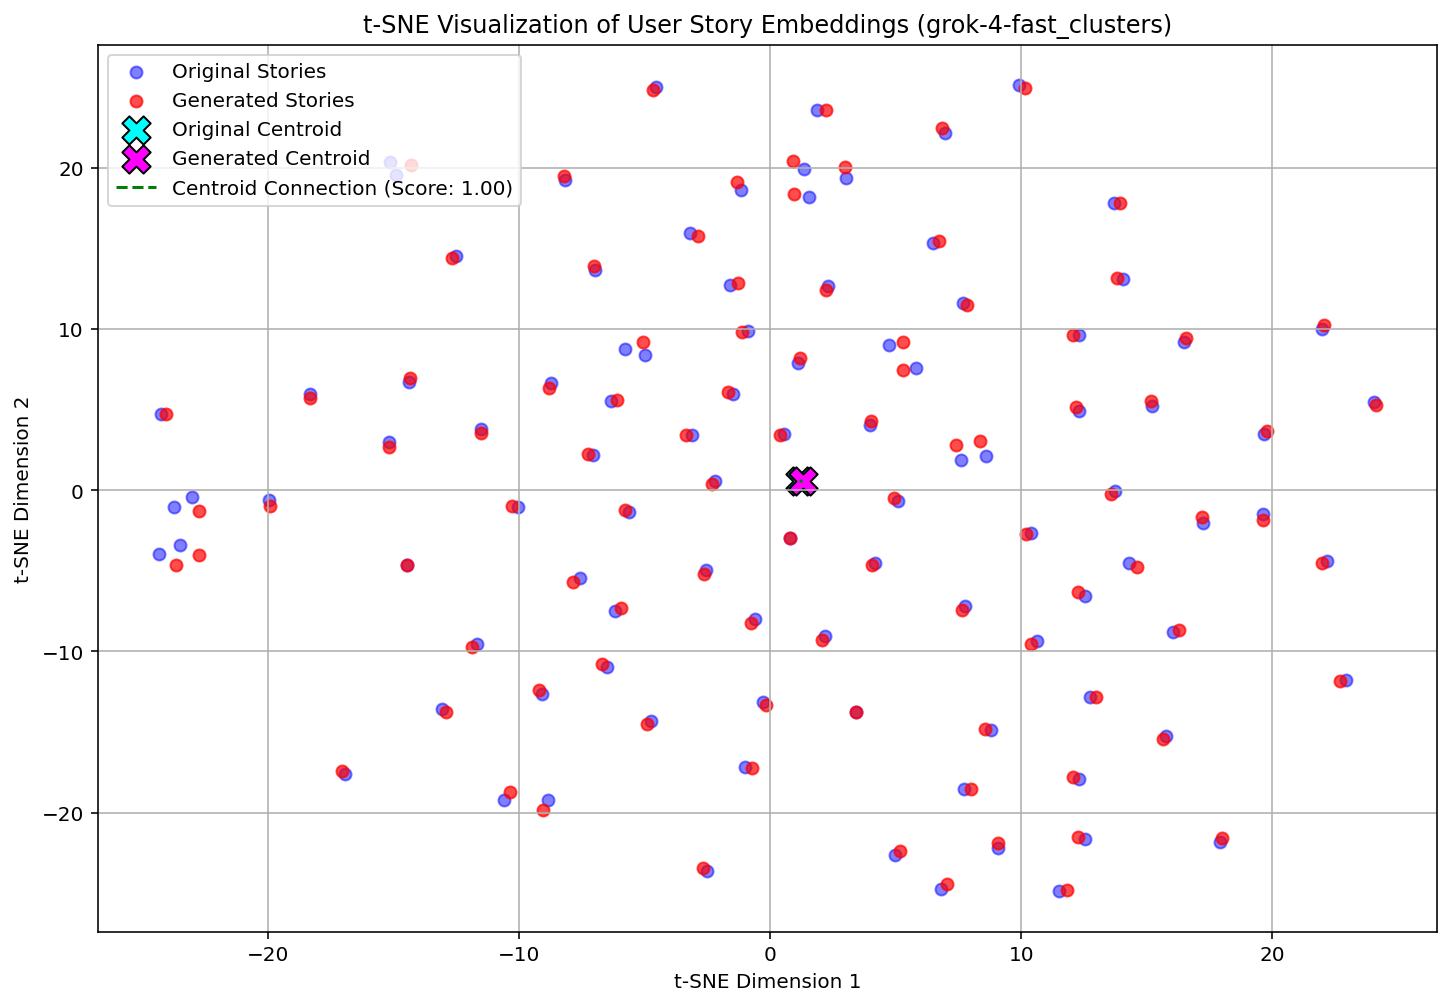 t-SNE Visualization of User Story Embeddings (grok-4-fast_clusters)
Original Stories
Generated Stories
Original Centroid
Generated Centroid
Centroid Connection (Score: 1.00)
20
10
0
−10
−20
t-SNE Dimension 2
−20
−10
0
10
20
t-SNE Dimension 1